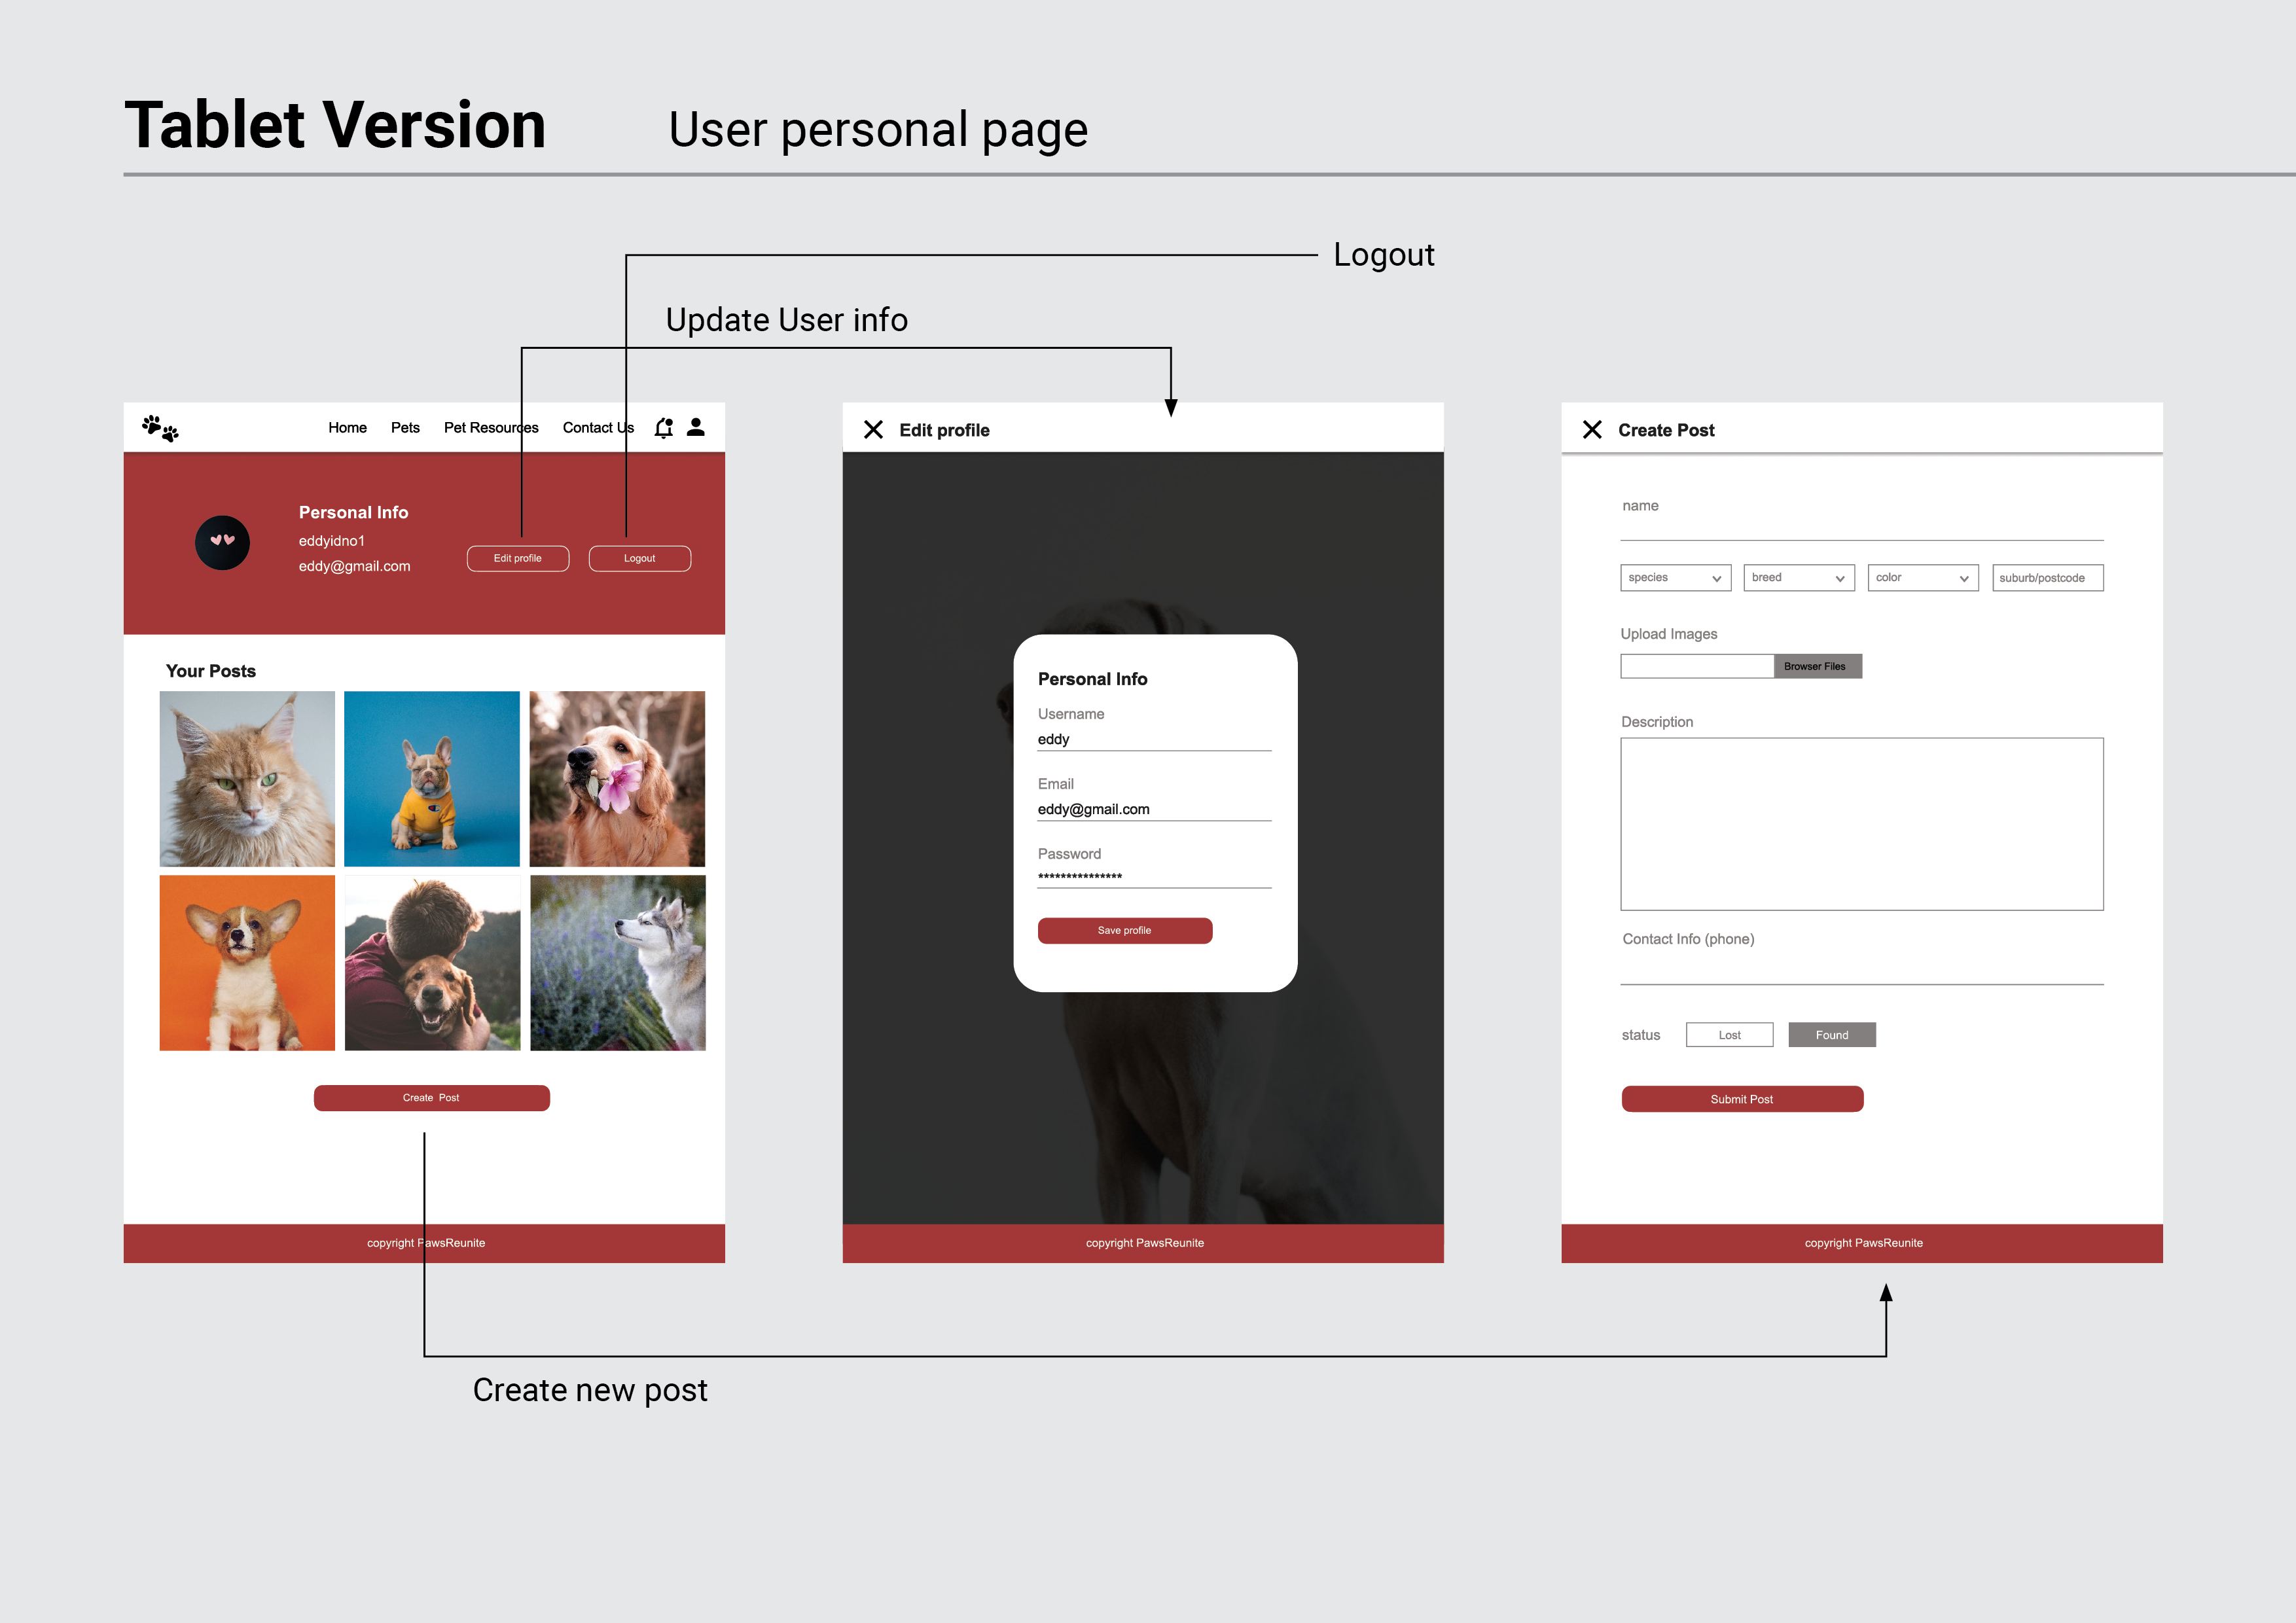 Tablet Version
User personal page
Logout
Update User info
Home Pets Pet Resources Contact Us
Personal Info
eddyidno1
eddy@gmail.com
Edit profile
Logout
Your Posts
Create Post
copyright PawsReunite
Edit profile
Personal Info
Username
eddy
Email
eddy@gmail.com
Password
***************
Save profile
copyright PawsReunite
Create Post
name
species breed color suburb/postcode
Upload Images
Browser Files
Description
Contact Info (phone)
status Lost Found
Submit Post
copyright PawsReunite
Create new post